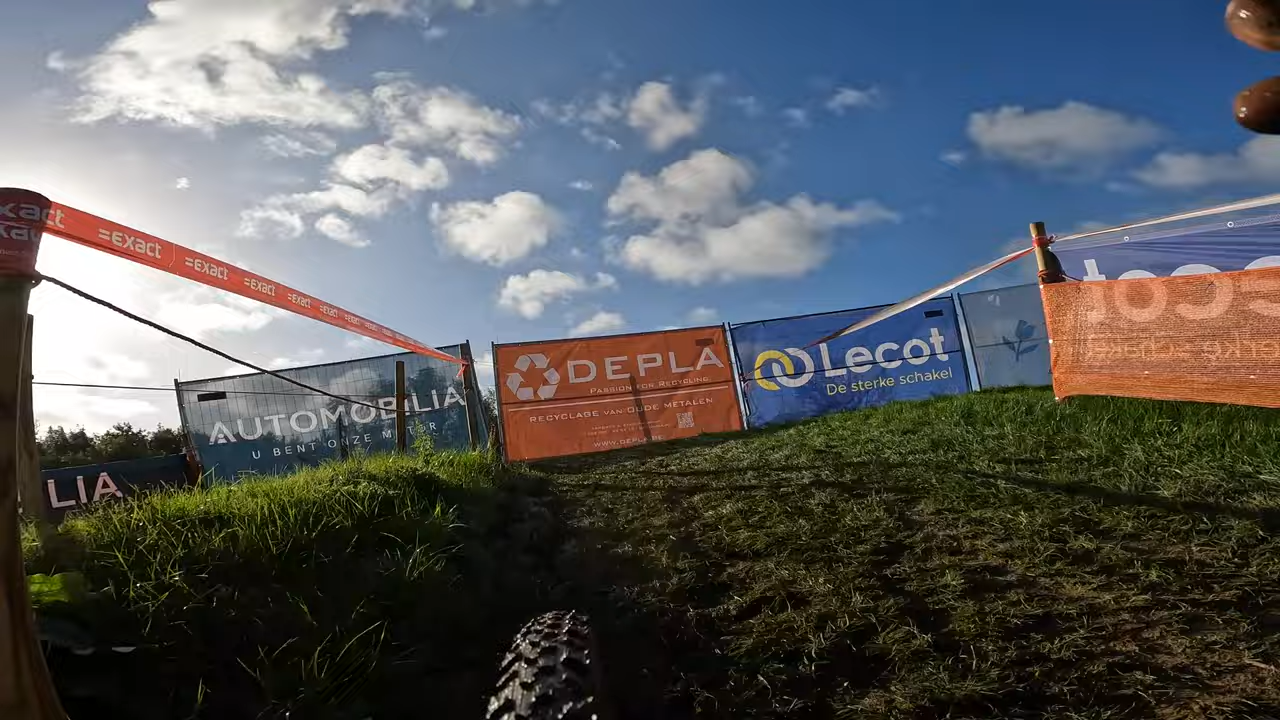 exact
exact
=exact =exact =exact =exact =exact
LIA
AUTOMOBILIA
U BENT ONZE METER
DEPLA
PASSION FOR RECYCLING
RECYCLAGE VAN OUDE METALEN
WWW.DEPLA.BE
Lecot
De sterke schakel